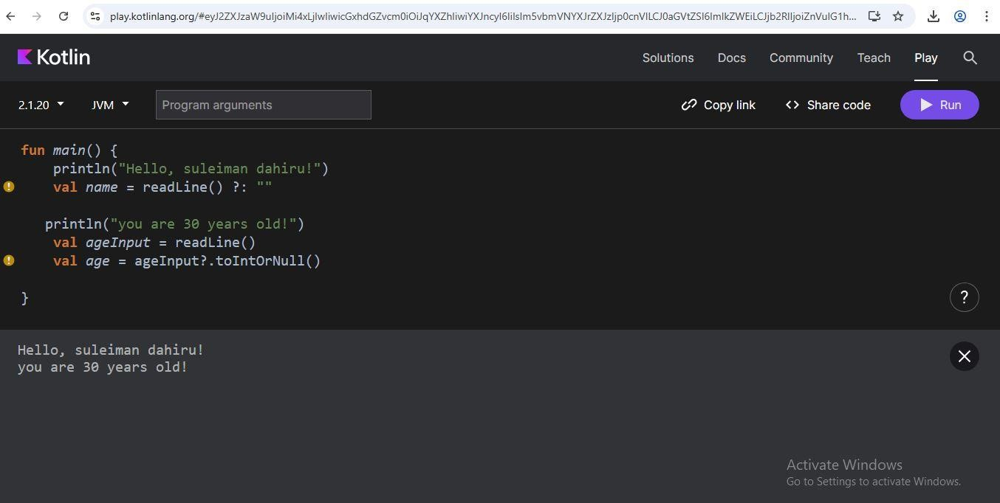 play.kotlinlang.org/#eyJ2ZXJzaW9uIjoiMi4xLjIwIiwicGxhdGZvcm0iOiJqYXZhIiwiYXJncyI6IiIsIm5vbmVNYXJrZXJzIjp0cnVlLCJ0aGVtZSI6ImlkZWEiLCJjb2RlIjoiZnVuIG1h...
Kotlin
Solutions Docs Community Teach Play
2.1.20 JVM Program arguments Copy link <> Share code Run
fun main() {
    println("Hello, suleiman dahiru!")
    val name = readLine() ?: ""
   println("you are 30 years old!")
    val ageInput = readLine()
    val age = ageInput?.toIntOrNull()
}
?
Hello, suleiman dahiru!
you are 30 years old!
Activate Windows
Go to Settings to activate Windows.